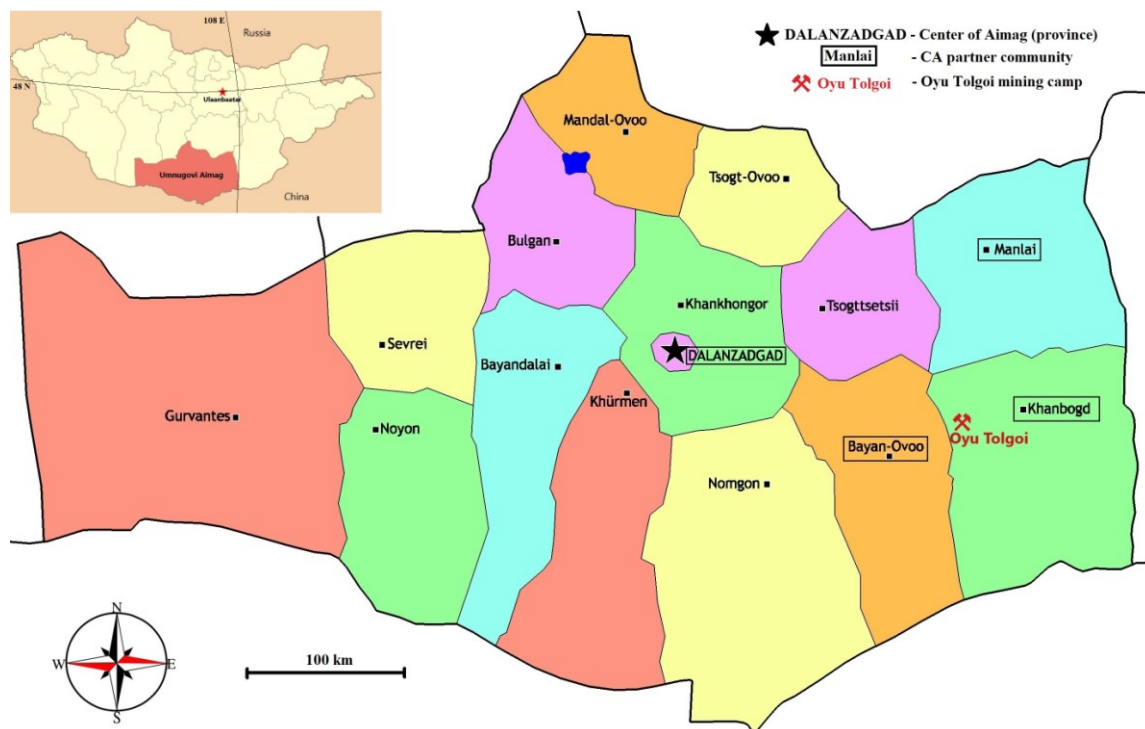 108 E
Russia
48 N
Ulaanbaatar
Umnugovi Aimag
China
DALANZADGAD - Center of Aimag (province)
Manlai - CA partner community
Oyu Tolgoi - Oyu Tolgoi mining camp
Mandal-Ovoo
Tsogt-Ovoo
Bulgan
Manlai
Khankhongor
Tsogttsetsii
Sevrei
DALANZADGAD
Bayandalai
Khürmen
Gurvantes
Khanbogd
Noyon
Oyu Tolgoi
Bayan-Ovoo
Nomgon
N
W
E
S
100 km